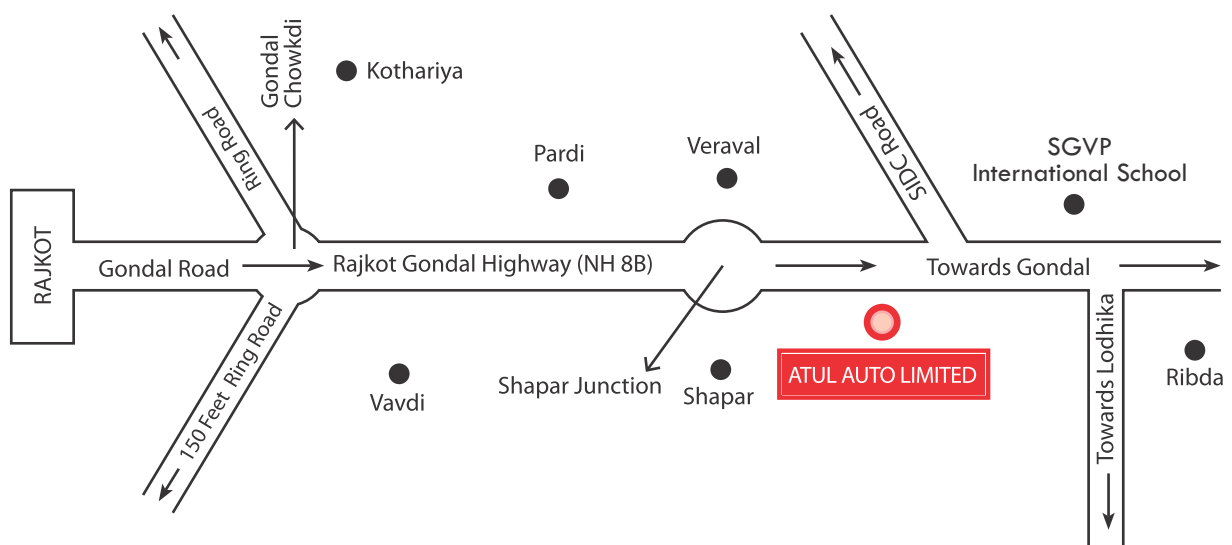 Gondal
Chowkdi
Kothariya
Ring Road
Pardi
Veraval
SIDC Road
SGVP
International School
RAJKOT
Gondal Road
Rajkot Gondal Highway (NH 8B)
Towards Gondal
150 Feet Ring Road
Vavdi
Shapar Junction
Shapar
ATUL AUTO LIMITED
Towards Lodhika
Ribda